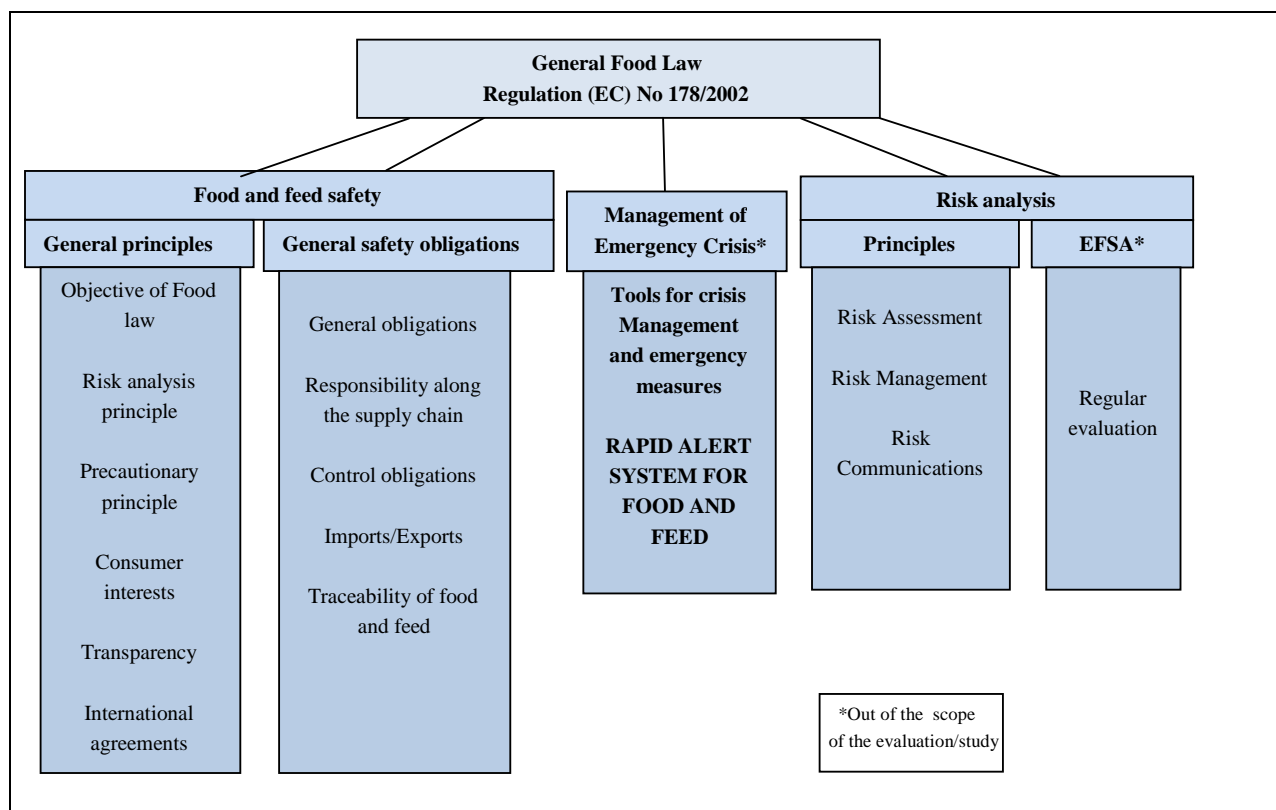 General Food Law
Regulation (EC) No 178/2002
Food and feed safety
General principles
Objective of Food
law
Risk analysis
principle
Precautionary
principle
Consumer
interests
Transparency
International
agreements
General safety obligations
General obligations
Responsibility along
the supply chain
Control obligations
Imports/Exports
Traceability of food
and feed
Management of
Emergency Crisis*
Tools for crisis
Management
and emergency
measures
RAPID ALERT
SYSTEM FOR
FOOD AND
FEED
Risk analysis
Principles
Risk Assessment
Risk Management
Risk
Communications
EFSA*
Regular
evaluation
*Out of the scope
of the evaluation/study